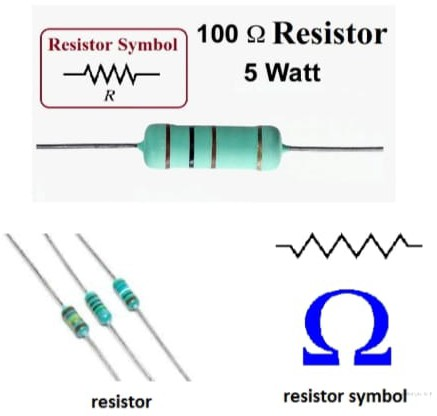 Resistor Symbol
R
100 Ω Resistor
5 Watt
Ω
resistor
resistor symbol